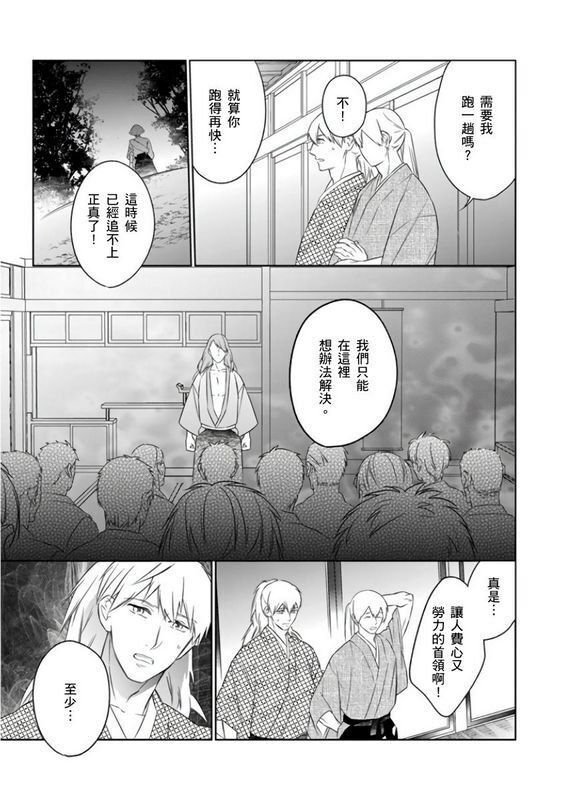 需要我
跑一趟嗎？
不！
就算你
跑得再快…
這時候
已經追不上
正真了！
我們只能
在這裡
想辦法解決。
真是…
讓人費心又
勞力的首領啊！
至少…